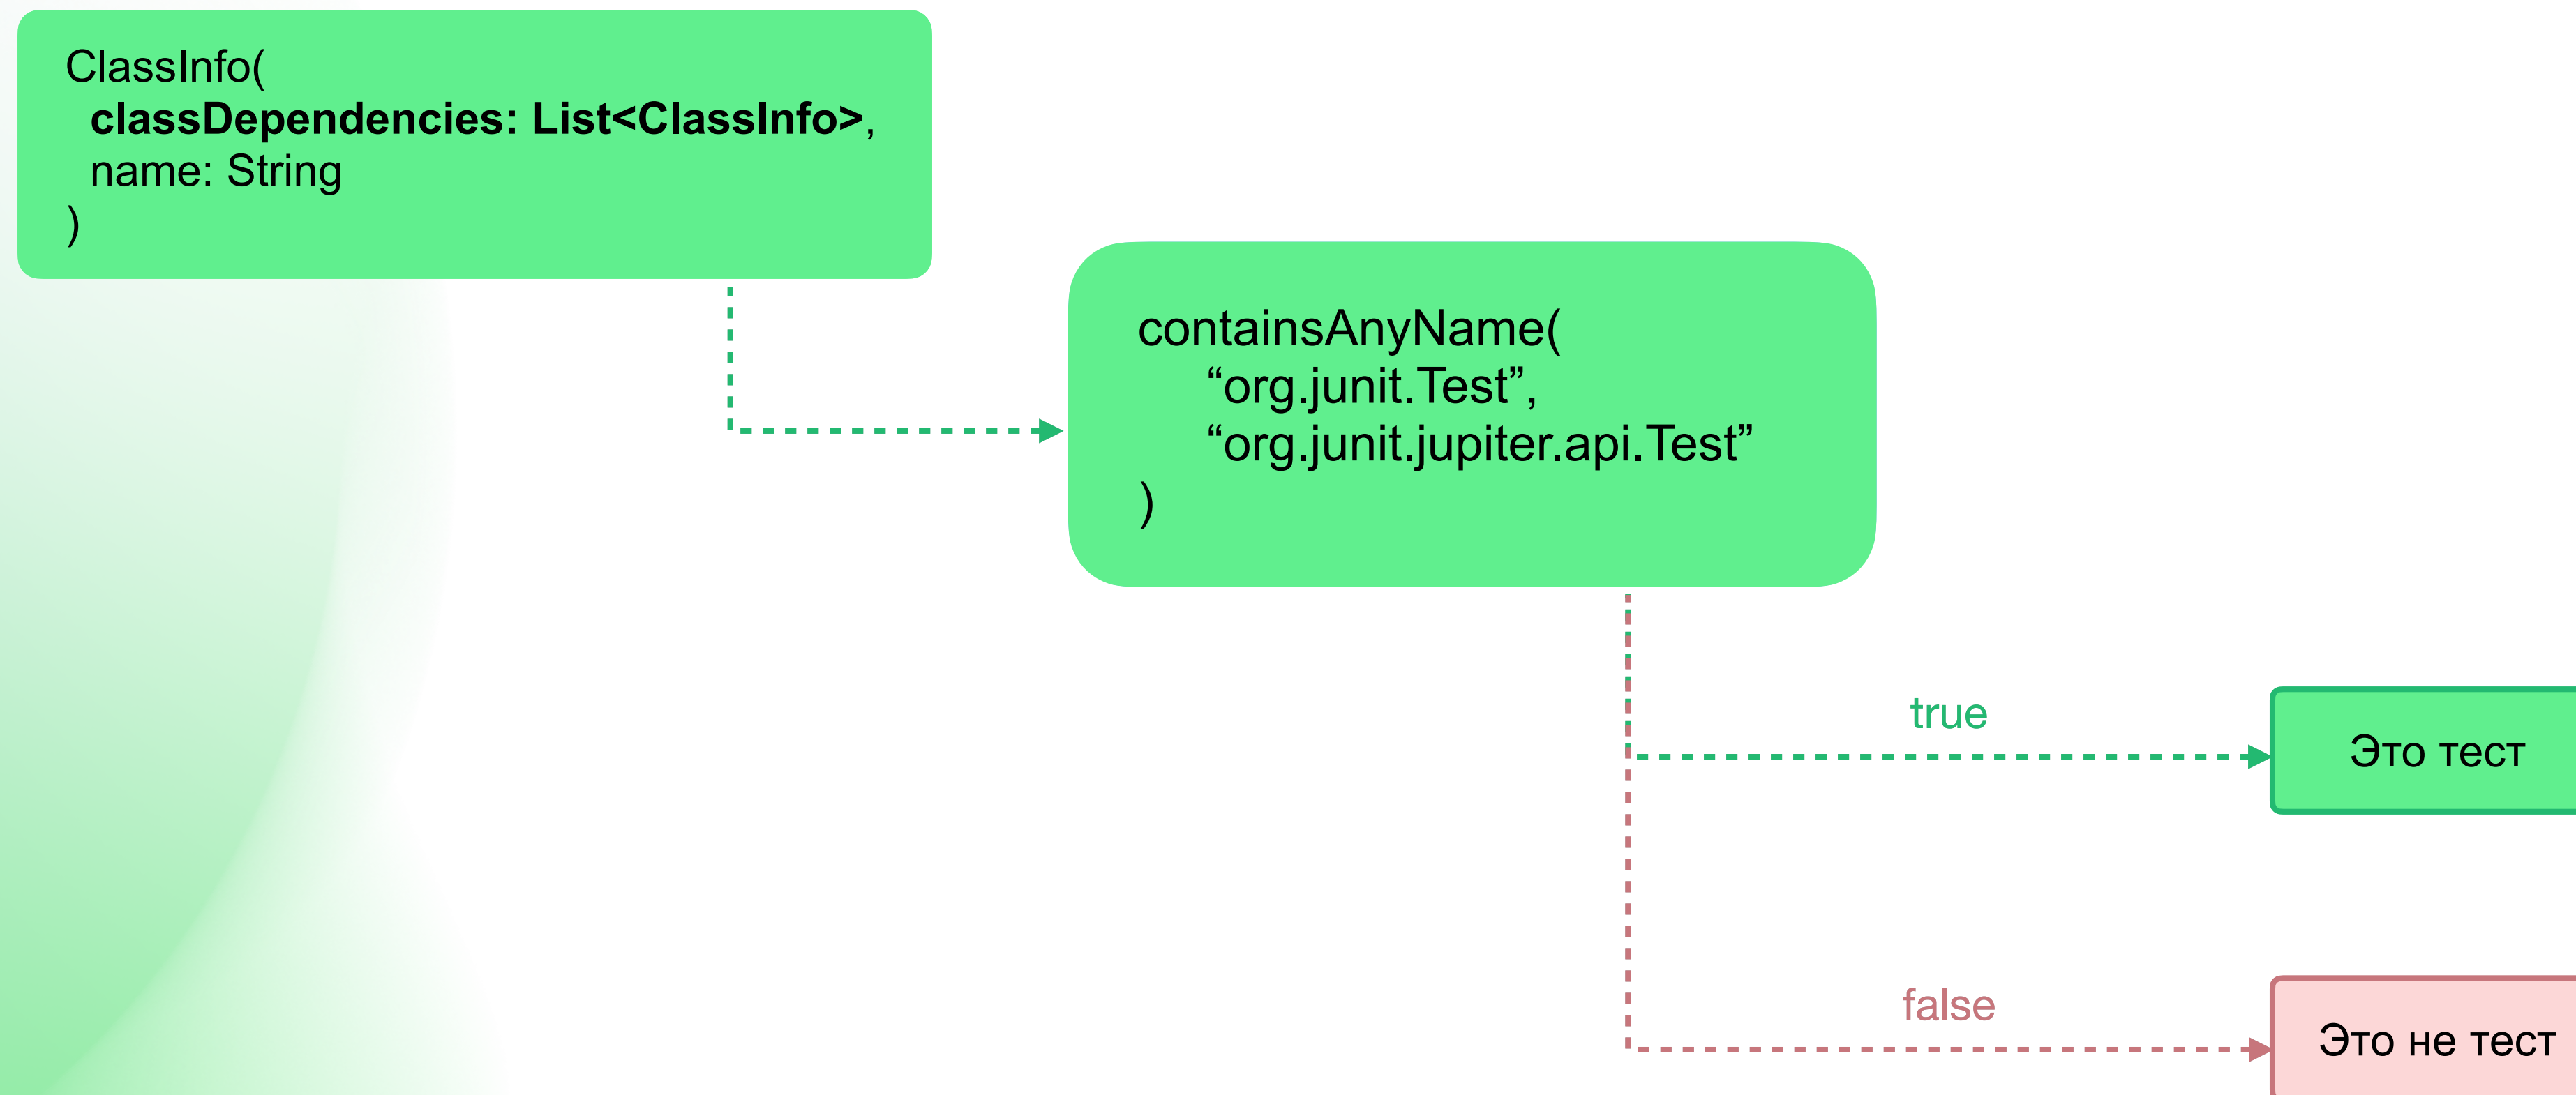 ClassInfo(
classDependencies: List<ClassInfo>,
name: String
)
containsAnyName(
“org.junit.Test”,
“org.junit.jupiter.api.Test”
)
true
Это тест
false
Это не тест